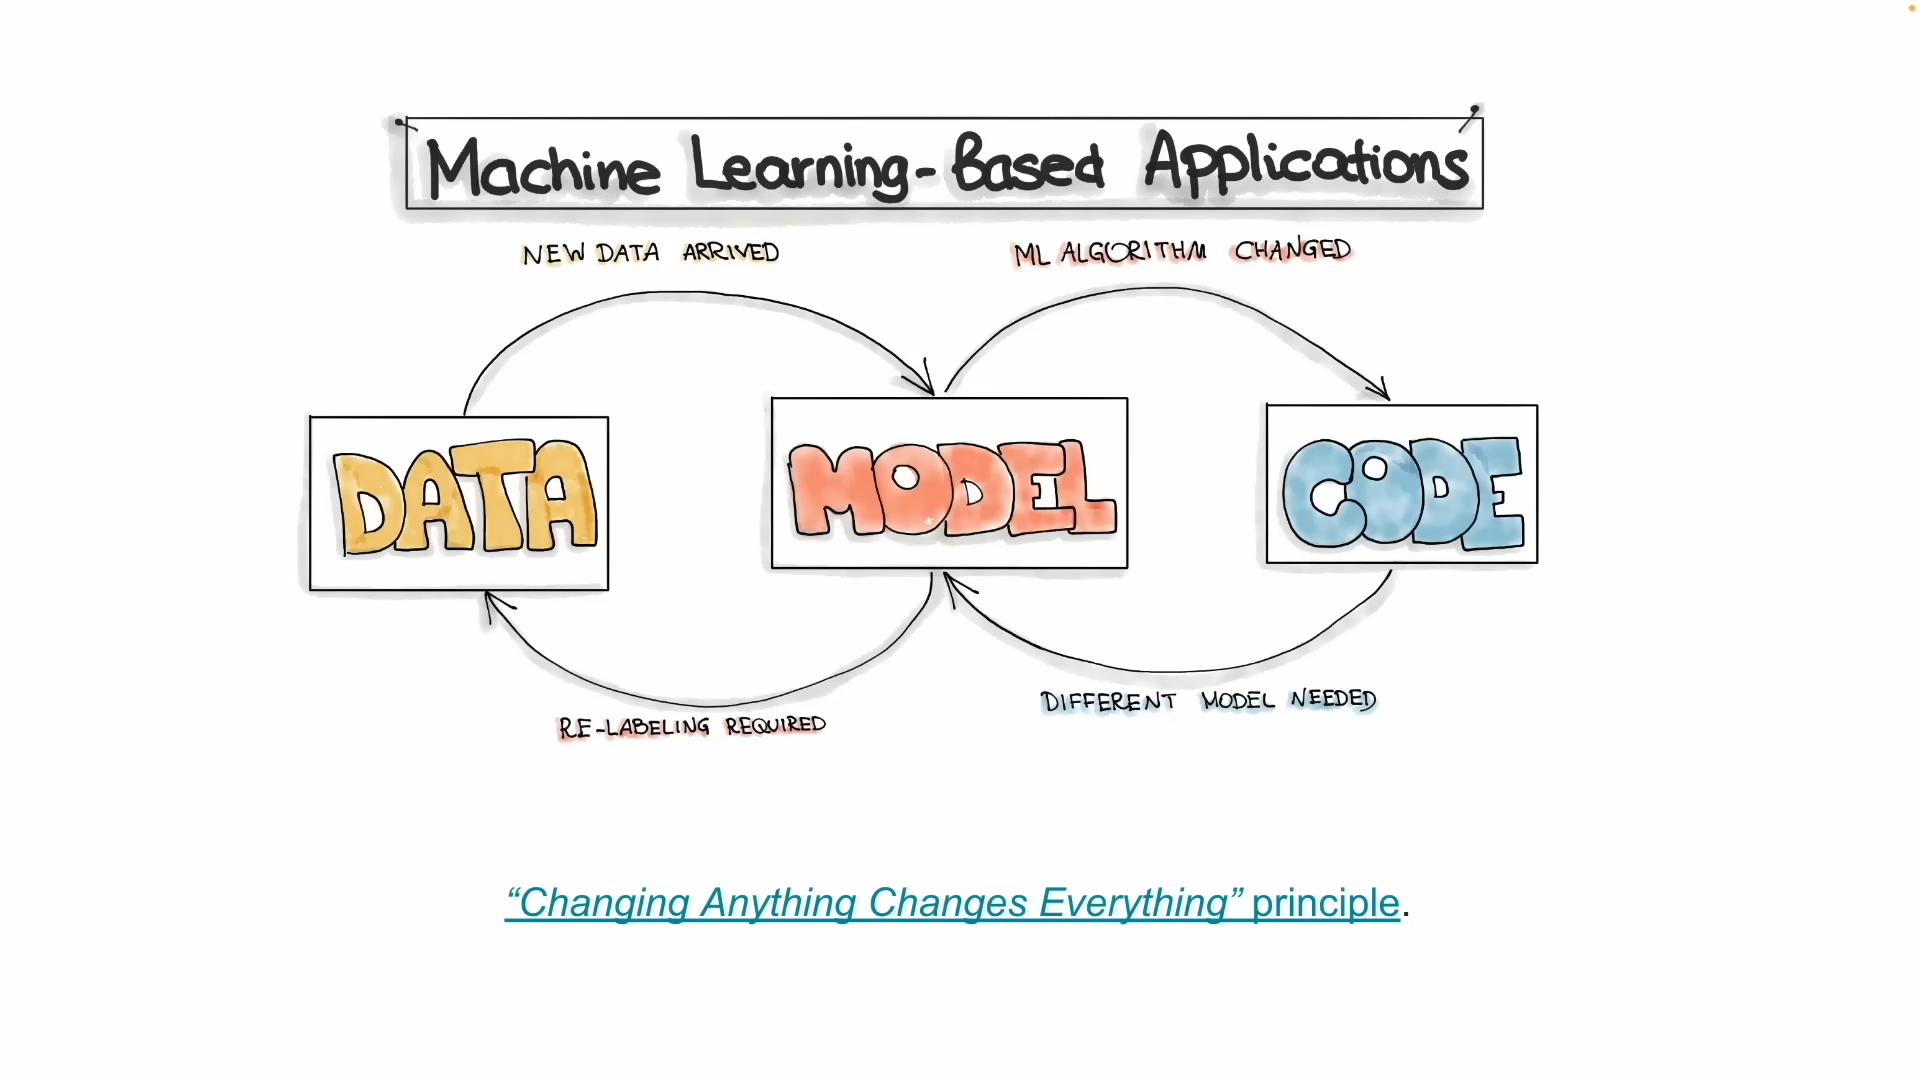 Machine Learning-Based Applications
NEW DATA ARRIVED
ML ALGORITHM CHANGED
DATA
MODEL
CODE
RE-LABELING REQUIRED
DIFFERENT MODEL NEEDED
“Changing Anything Changes Everything” principle.